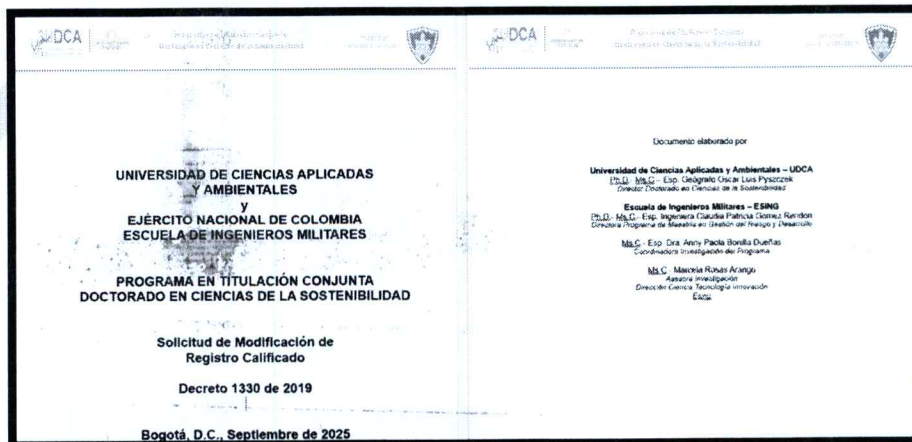 UDCA
UNIVERSIDAD DE CIENCIAS APLICADAS
Y AMBIENTALES
y
EJÉRCITO NACIONAL DE COLOMBIA
ESCUELA DE INGENIEROS MILITARES
PROGRAMA EN TITULACIÓN CONJUNTA
DOCTORADO EN CIENCIAS DE LA SOSTENIBILIDAD
Solicitud de Modificación de
Registro Calificado
Decreto 1330 de 2019
Bogotá, D.C., Septiembre de 2025
UDCA
Documento elaborado por
Universidad de Ciencias Aplicadas y Ambientales – UDCA
Ph.D.- Ms.C.- Esp. Geógrafo Oscar Luis Pyszczek
Director Doctorado en Ciencias de la Sostenibilidad
Escuela de Ingenieros Militares – ESING
Ph.D.- Ms.C.- Esp. Ingeniera Claudia Patricia Gomez Rendon
Directora Programa de Maestría en Gestión del Riesgo y Desarrollo
Ms.C.- Esp. Dra. Anny Paola Bonilla Dueñas
Coordinadora Investigación del Programa
Ms.C.- Marcela Rosas Arango
Asesora Investigación
Dirección Ciencia Tecnología Innovación
Esing